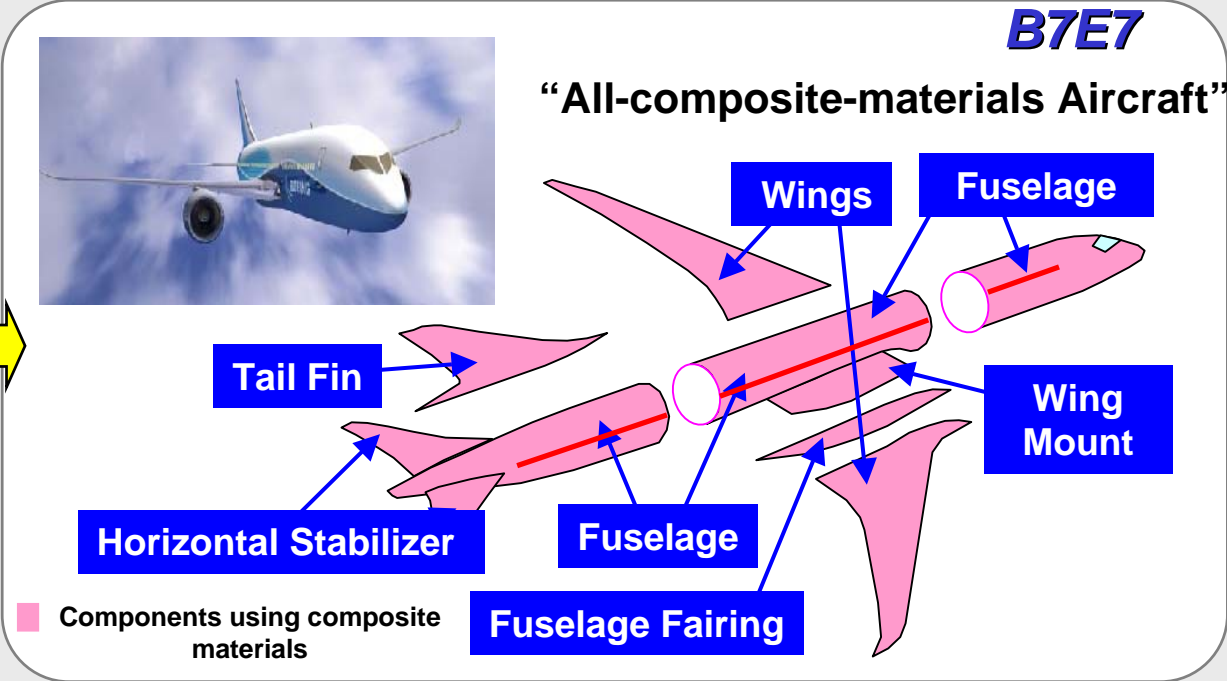 B7E7
“All-composite-materials Aircraft”
Wings
Fuselage
Tail Fin
Wing
Mount
Horizontal Stabilizer
Fuselage
Fuselage Fairing
Components using composite
materials
BOEING